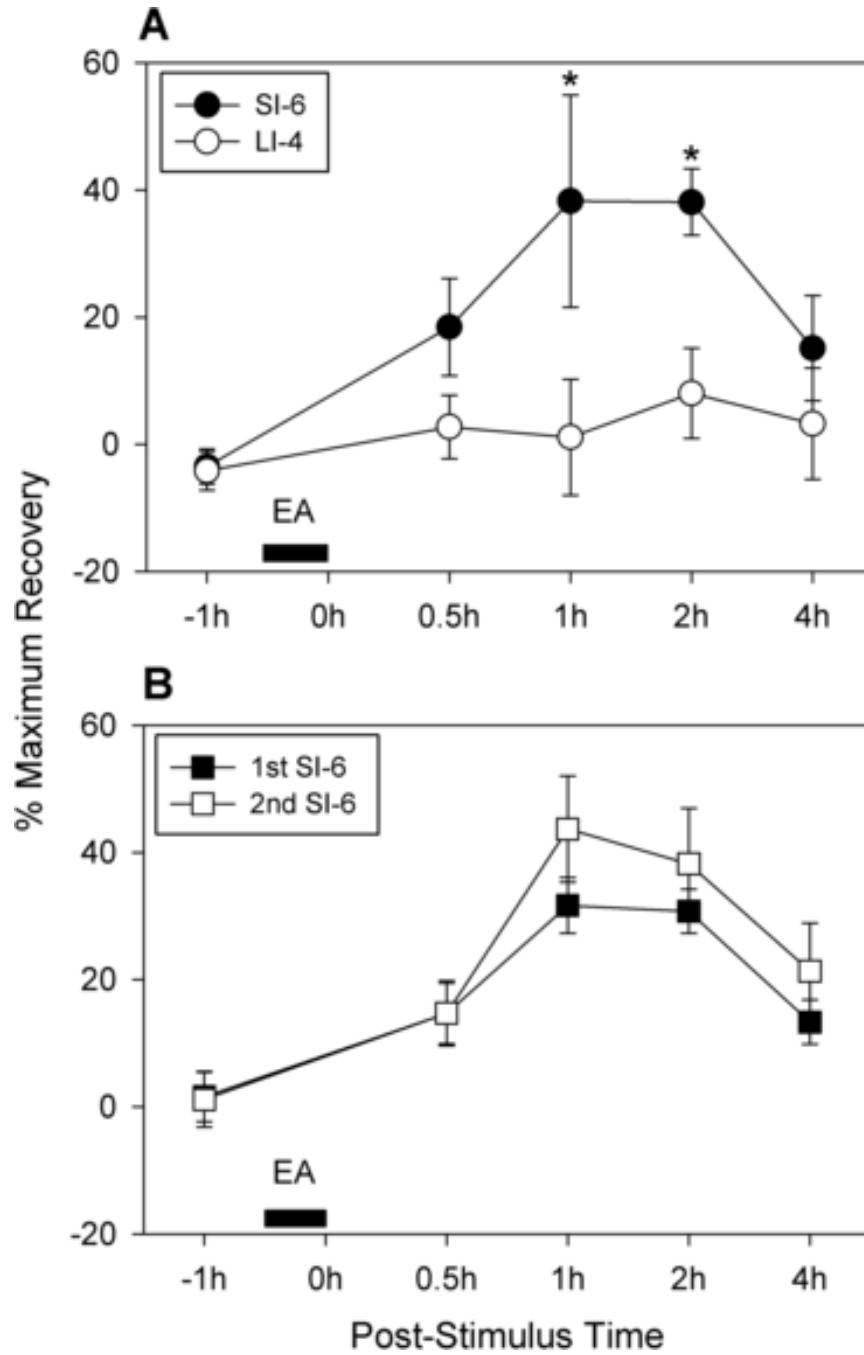 A
60
SI-6
LI-4
*
*
40
20
0
EA
-20
-1h 0h 0.5h 1h 2h 4h
% Maximum Recovery
B
60
1st SI-6
2nd SI-6
40
20
0
EA
-20
-1h 0h 0.5h 1h 2h 4h
Post-Stimulus Time